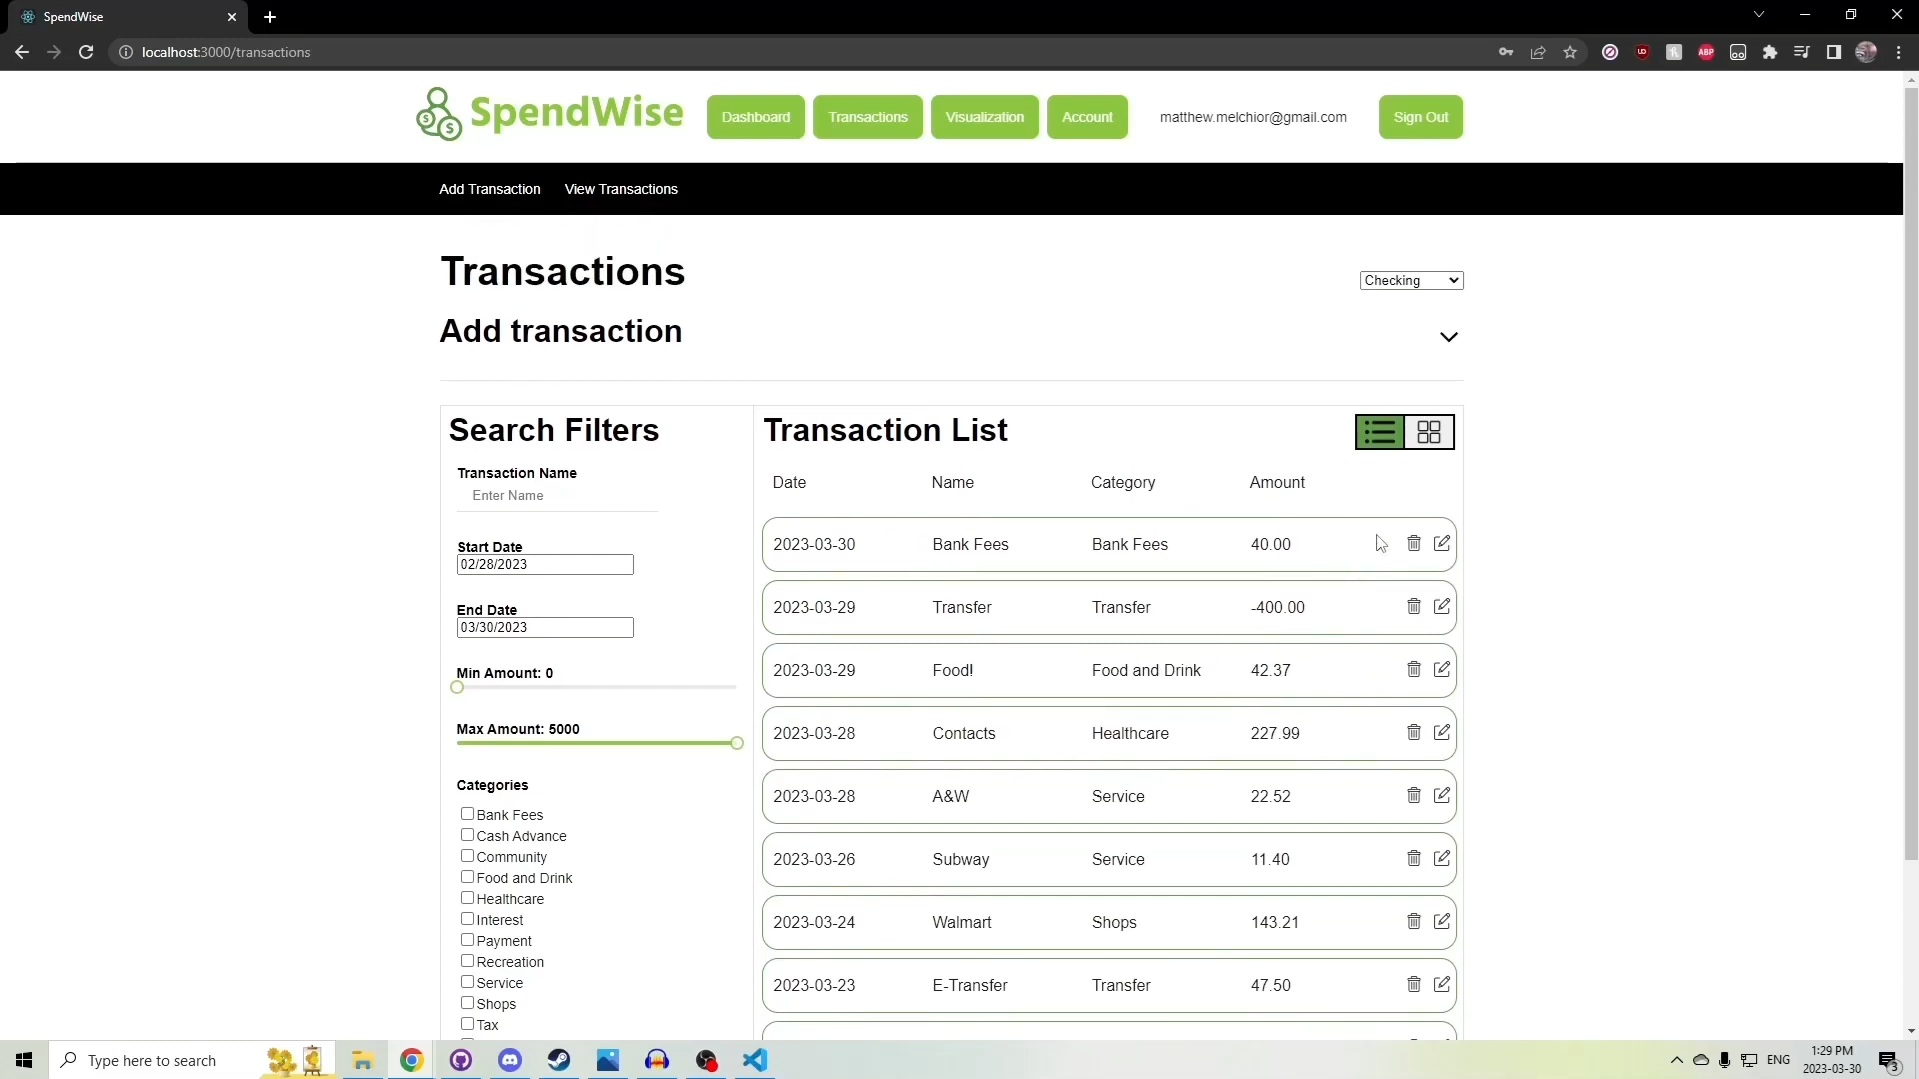 SpendWise
localhost:3000/transactions
SpendWise
Dashboard
Transactions
Visualization
Account
matthew.melchior@gmail.com
Sign Out
Add Transaction
View Transactions
Transactions
Checking
Add transaction
Search Filters
Transaction Name
Enter Name
Start Date
02/28/2023
End Date
03/30/2023
Min Amount: 0
Max Amount: 5000
Categories
Bank Fees
Cash Advance
Community
Food and Drink
Healthcare
Interest
Payment
Recreation
Service
Shops
Tax
Transaction List
Date Name Category Amount
2023-03-30 Bank Fees Bank Fees 40.00
2023-03-29 Transfer Transfer -400.00
2023-03-29 Food! Food and Drink 42.37
2023-03-28 Contacts Healthcare 227.99
2023-03-28 A&W Service 22.52
2023-03-26 Subway Service 11.40
2023-03-24 Walmart Shops 143.21
2023-03-23 E-Transfer Transfer 47.50
Type here to search
ENG
1:29 PM
2023-03-30
3
ABP